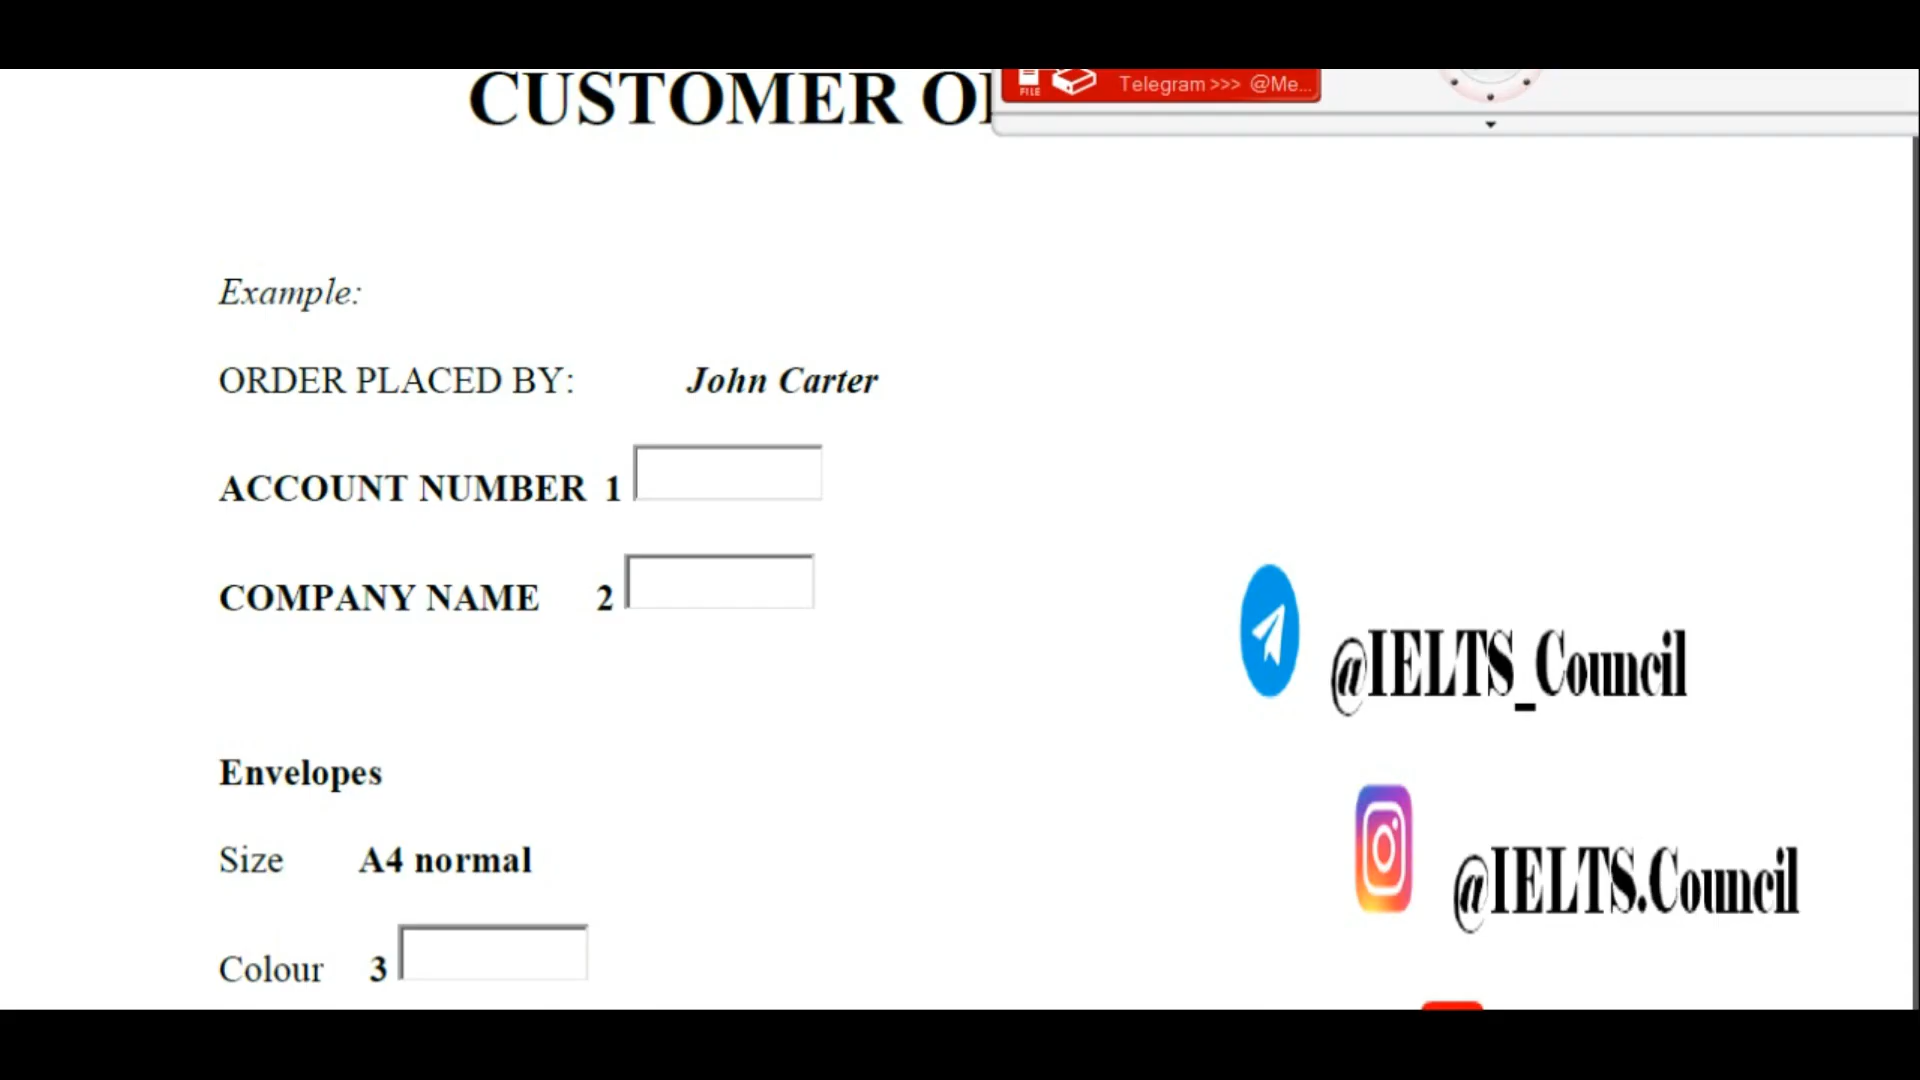 CUSTOMER
FILE
Telegram >>> @Me...
Example:
ORDER PLACED BY: John Carter
ACCOUNT NUMBER 1
COMPANY NAME 2
@IELTS_Council
Envelopes
Size A4 normal
@IELTS.Council
Colour 3